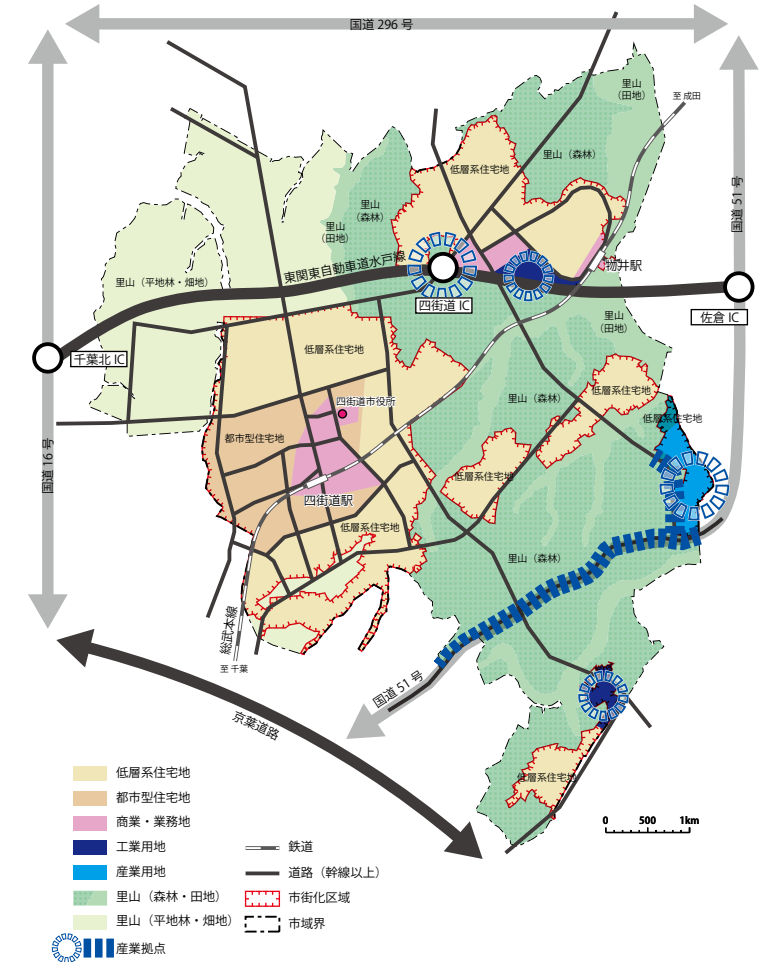 国道 296 号
里山
（田地）
至 成田
里山（森林）
低層系住宅地
国道 51 号
里山
（森林）
里山
（田地）
東関東自動車道水戸線
物井駅
里山（平地林・畑地）
四街道 IC
佐倉 IC
里山
（田地）
千葉北 IC
低層系住宅地
低層系住宅地
里山（森林）
四街道市役所
低層系住宅地
都市型住宅地
国道 16 号
低層系住宅地
四街道駅
低層系住宅地
里山（森林）
総武本線
至 千葉
国道 51 号
京葉道路
低層系住宅地
低層系住宅地
都市型住宅地
商業・業務地
工業用地
産業用地
里山（森林・田地）
里山（平地林・畑地）
産業拠点
鉄道
道路（幹線以上）
市街化区域
市域界
0 500 1km